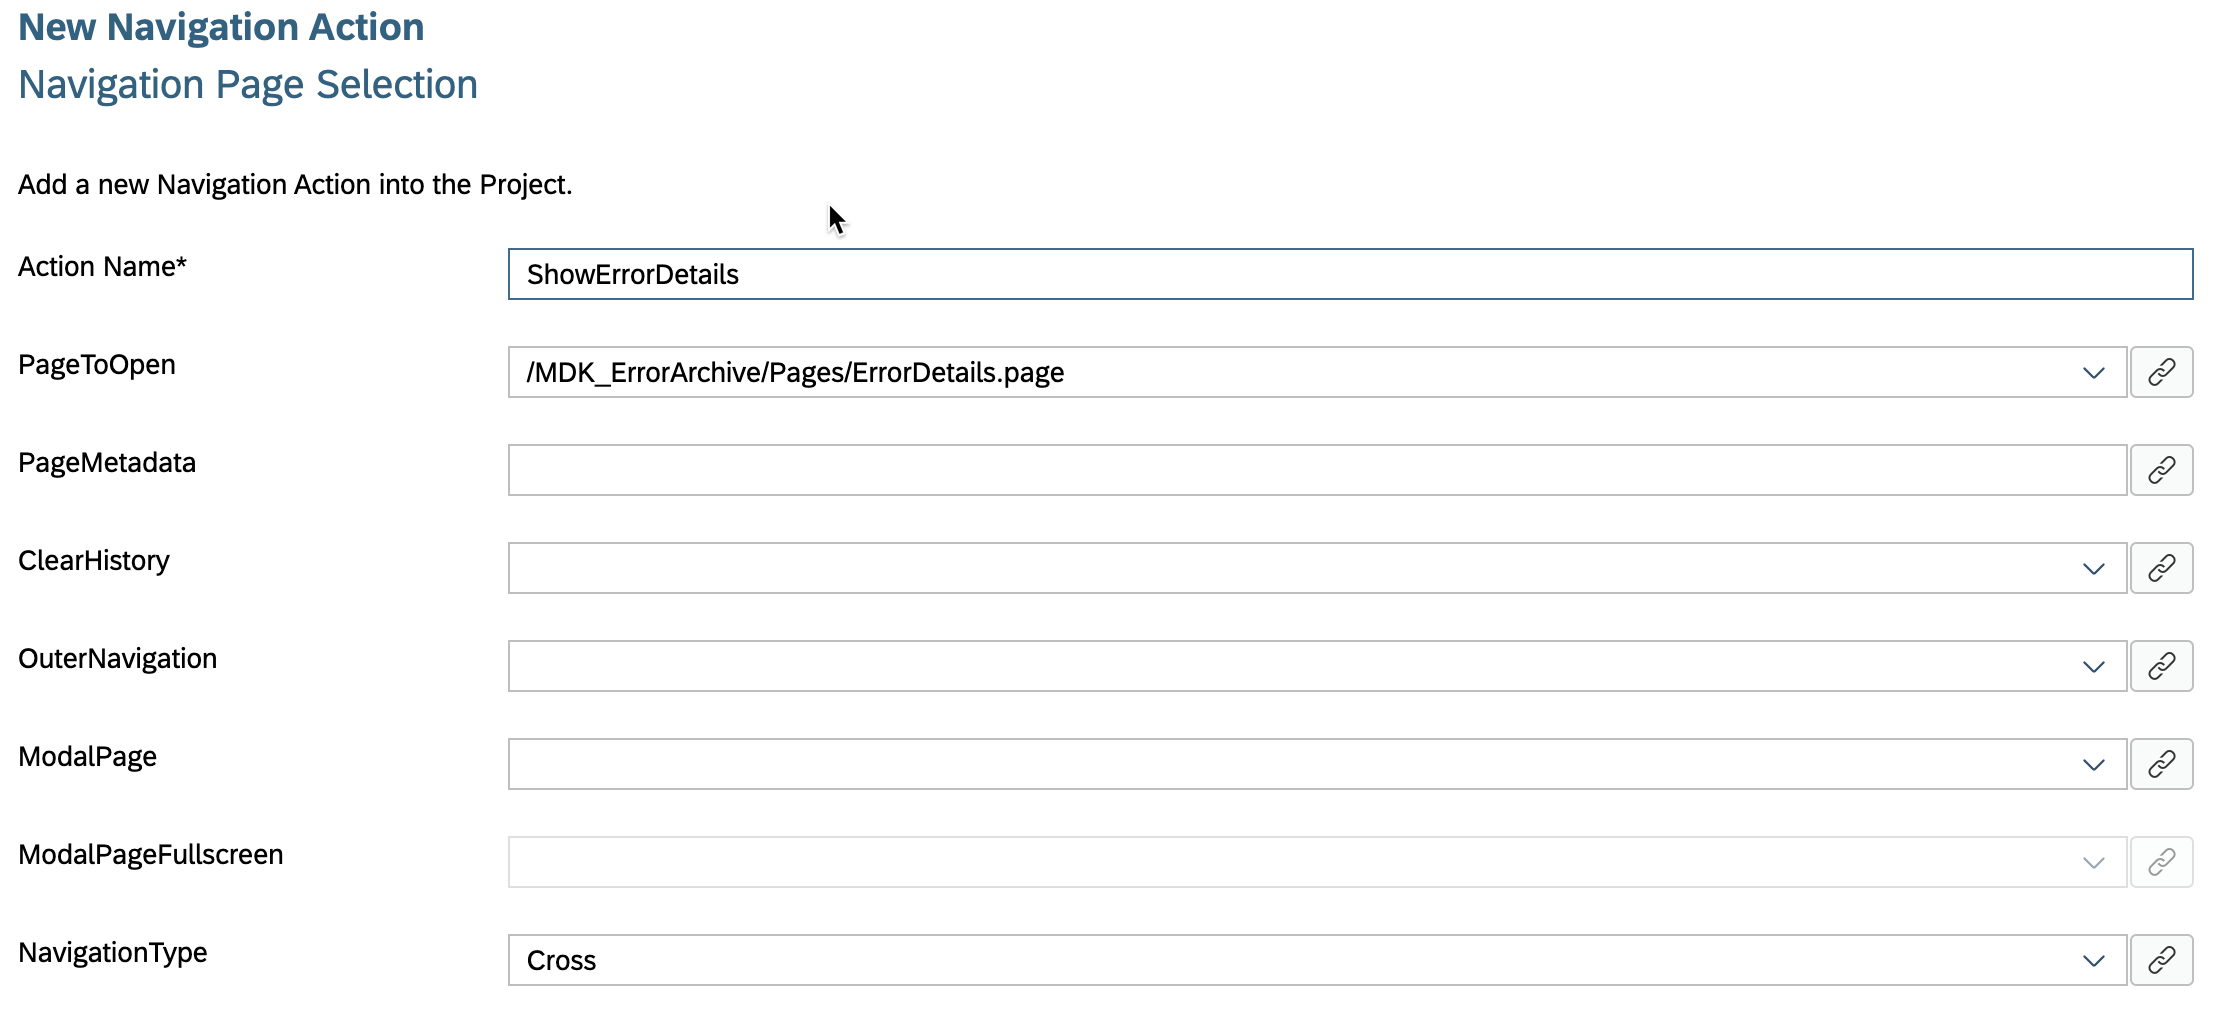 New Navigation Action
Navigation Page Selection
Add a new Navigation Action into the Project.
Action Name*
ShowErrorDetails
PageToOpen
/MDK_ErrorArchive/Pages/ErrorDetails.page
PageMetadata
ClearHistory
OuterNavigation
ModalPage
ModalPageFullscreen
NavigationType
Cross